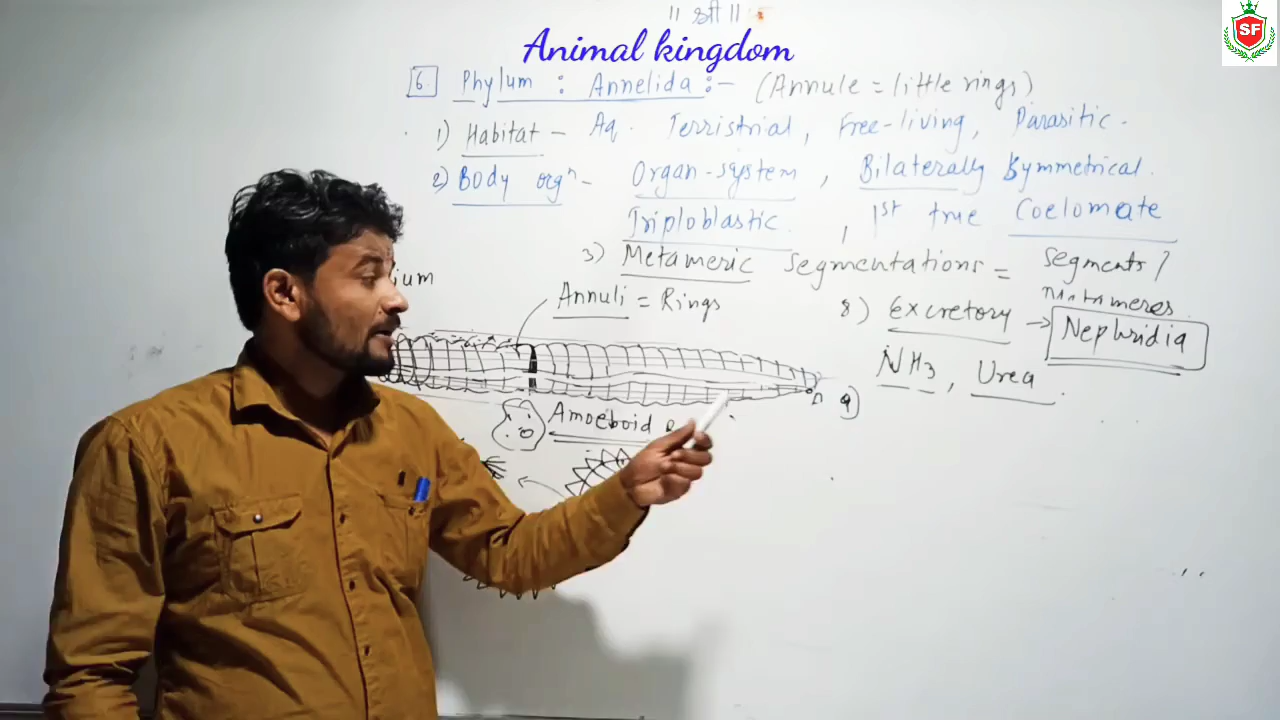 || श्री ||
Animal kingdom
SF
6. Phylum : Annelida :- (Annule = little rings)
1) Habitat - Aq. Terristrial, Free-living, Parasitic.
2) Body orgⁿ - Organ-system, Bilaterally Symmetrical.
Triploblastic, 1st true Coelomate
3) Metameric Segmentations = Segments /
Metameres
ium
Annuli = Rings
8) Excretory → Nephridia
NH3, Urea.
9)
Amoeboid